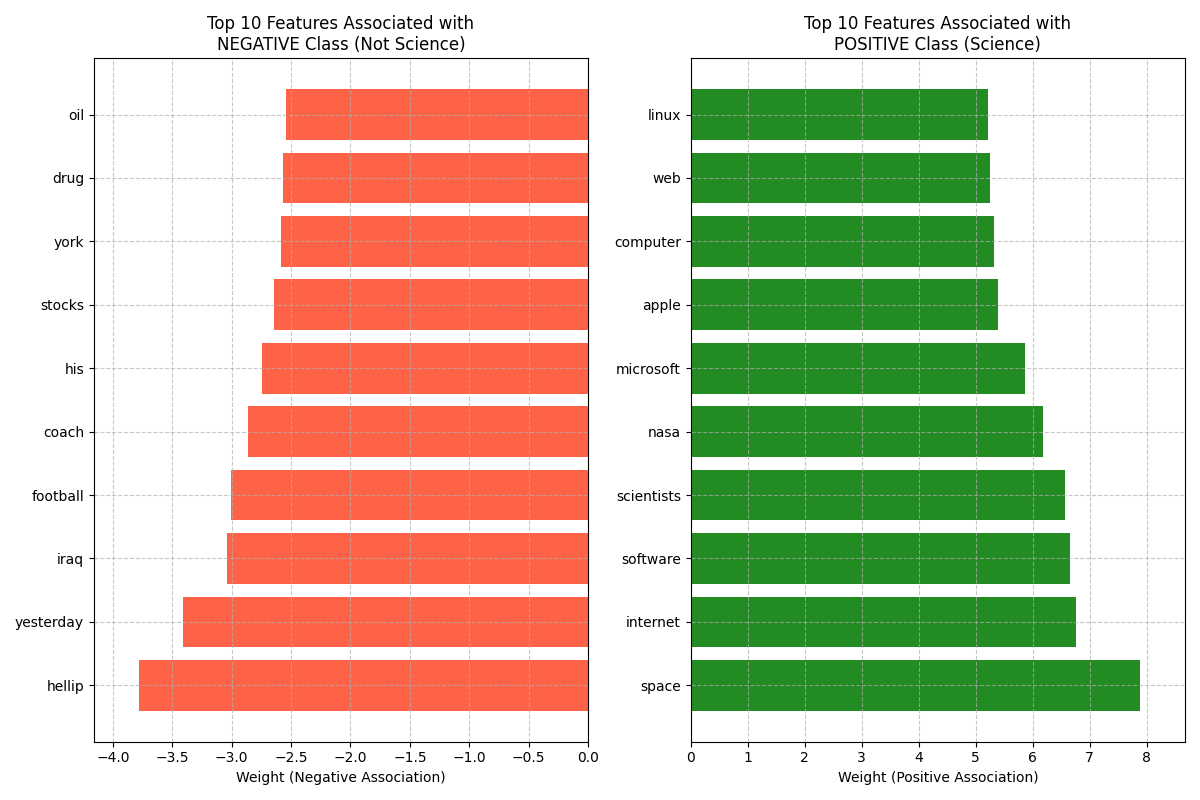 Top 10 Features Associated with
NEGATIVE Class (Not Science)
oil
drug
york
stocks
his
coach
football
iraq
yesterday
hellip
−4.0 −3.5 −3.0 −2.5 −2.0 −1.5 −1.0 −0.5 0.0
Weight (Negative Association)
Top 10 Features Associated with
POSITIVE Class (Science)
linux
web
computer
apple
microsoft
nasa
scientists
software
internet
space
0 1 2 3 4 5 6 7 8
Weight (Positive Association)